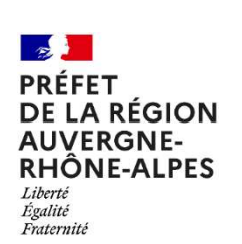 PRÉFET
DE LA RÉGION
AUVERGNE-
RHÔNE-ALPES
Liberté
Égalité
Fraternité